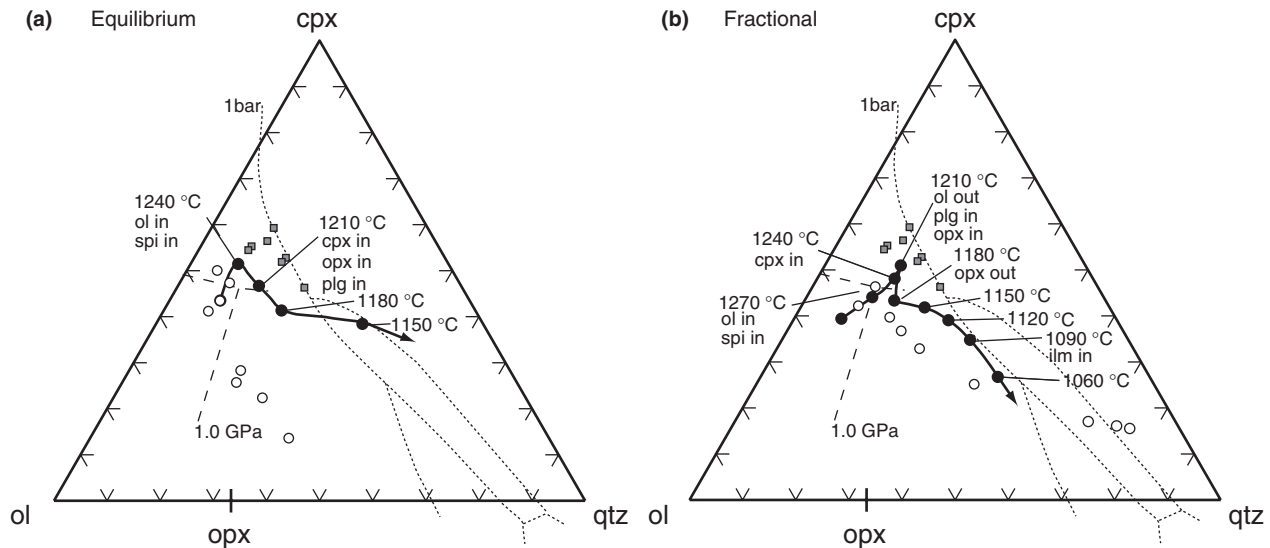 (a) Equilibrium
cpx
1bar
1240 °C
ol in
spi in
1210 °C
cpx in
opx in
plg in
1180 °C
1150 °C
1.0 GPa
ol
opx
qtz
(b) Fractional
cpx
1bar
1210 °C
ol out
plg in
opx in
1240 °C
cpx in
1180 °C
opx out
1270 °C
ol in
spi in
1150 °C
1120 °C
1090 °C
ilm in
1060 °C
1.0 GPa
ol
opx
qtz